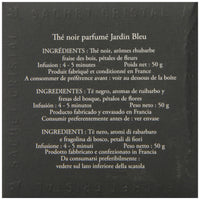 Thé noir parfumé Jardin Bleu
INGRÉDIENTS : Thé noir, arômes rhubarbe
fraise des bois, pétales de fleurs
Infusion : 4 - 5 minutes Poids net : 50 g
Produit fabriqué et conditionné en France
A consommer de préférence avant : voir au dessous de la boîte
INGREDIENTES : Té negro, aromas de ruibarbo y
fresas del bosque, pétalos de flores
Infusión : 4 - 5 minutos Peso neto : 50 g
Producto fabricado y envasado en Francia
Consumir preferentemente antes de : ver envase
INGREDIENTI : Tè nero, aromi di rabarbaro
e fragolina di bosco, petali di fiori
Infusione : 4 - 5 minuti Peso netto : 50 g
Prodotto fabbricato e confezionato in Francia
Da consumarsi preferibilmente :
vedere sul lato inferiore della scatola